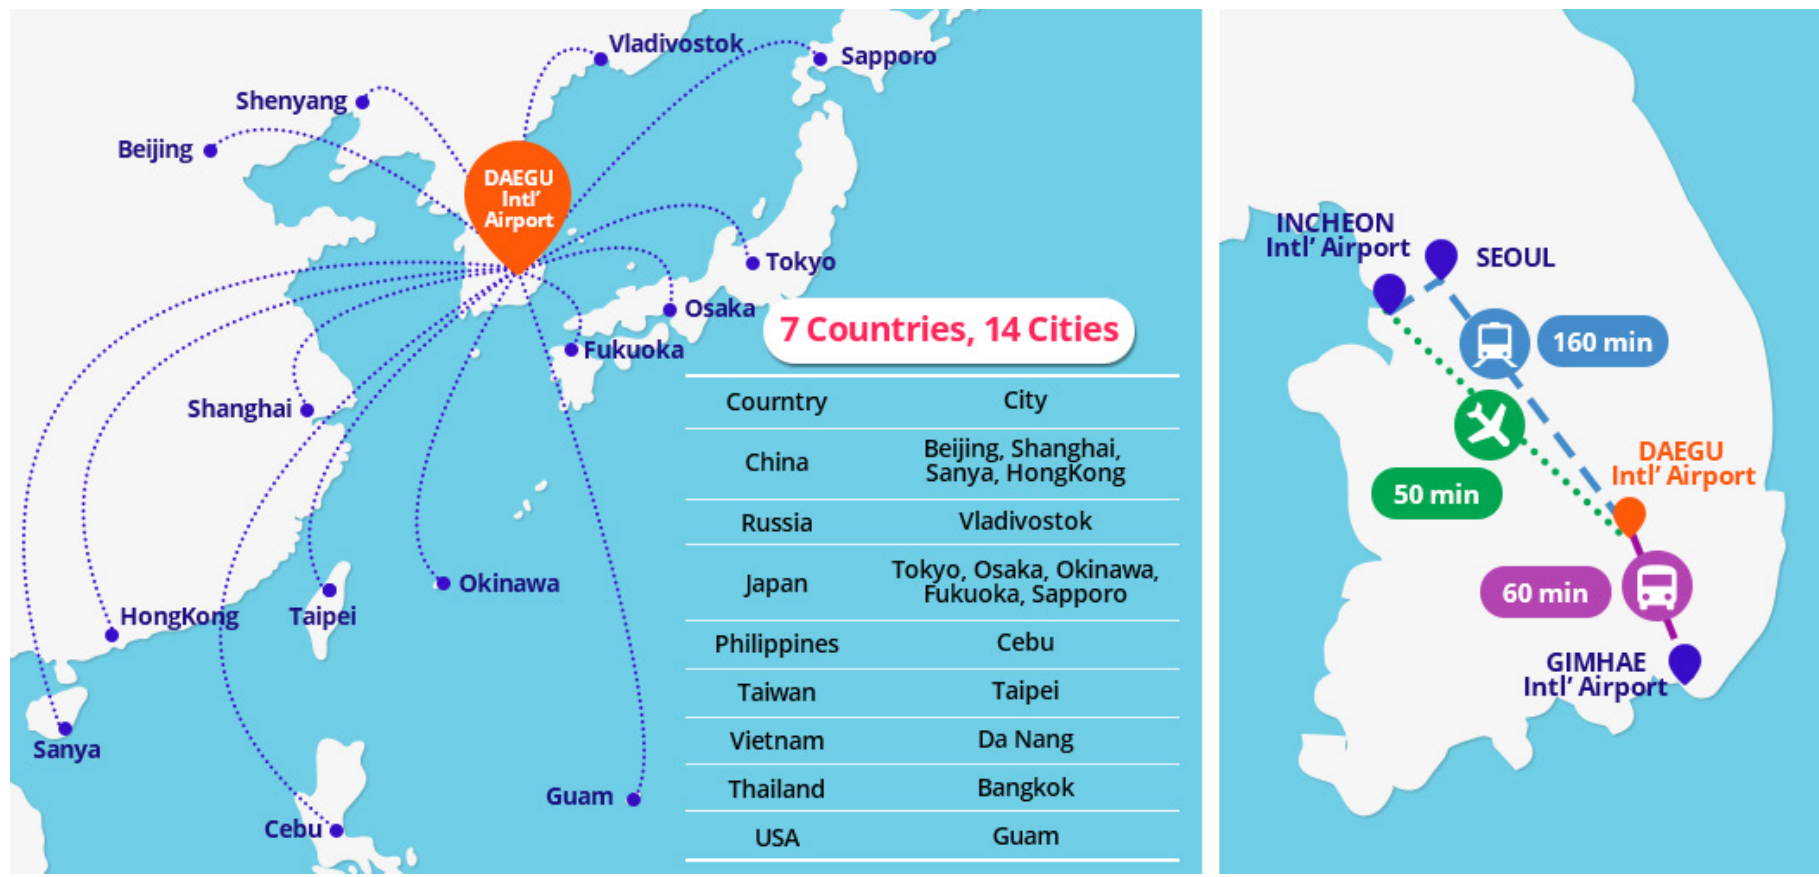 Vladivostok
Sapporo
Shenyang
Beijing
DAEGU
Intl'
Airport
Tokyo
Osaka
Fukuoka
Shanghai
Okinawa
HongKong
Taipei
Sanya
Guam
Cebu
7 Countries, 14 Cities
Courntry City
China Beijing, Shanghai,
Sanya, HongKong
Russia Vladivostok
Japan Tokyo, Osaka, Okinawa,
Fukuoka, Sapporo
Philippines Cebu
Taiwan Taipei
Vietnam Da Nang
Thailand Bangkok
USA Guam
INCHEON
Intl' Airport
SEOUL
160 min
50 min
DAEGU
Intl' Airport
60 min
GIMHAE
Intl' Airport